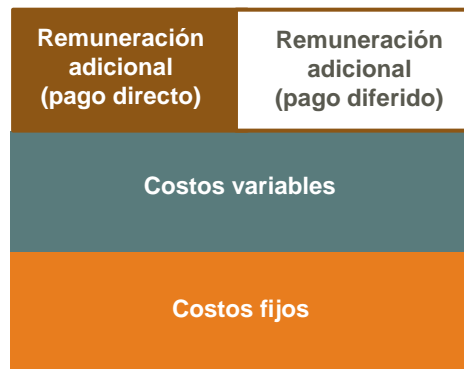 Remuneración
adicional
(pago directo)
Remuneración
adicional
(pago diferido)
Costos variables
Costos fijos